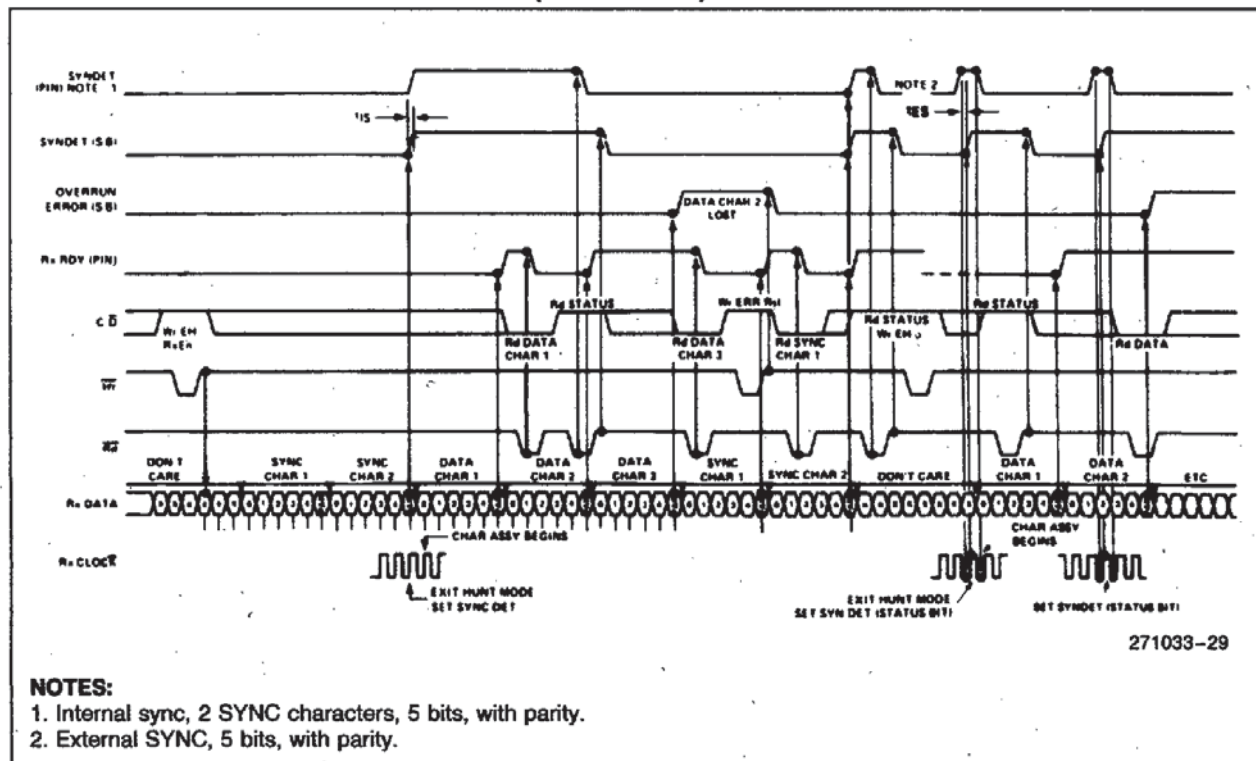 SYNDET
(PIN) NOTE 1
NOTE 2
tIS
tES
SYNDET (SB)
OVERRUN
ERROR (SB)
DATA CHAR 2
LOST
Rx RDY (PIN)
Rd STATUS
Wr ERR Rst
Rd STATUS
C D
Wr EH
RxEn
Rd DATA
CHAR 1
Rd DATA
CHAR 3
Rd SYNC
CHAR 1
Rd STATUS
Wr EH
Rd DATA
Wr
Rd
DON'T
CARE
SYNC
CHAR 1
SYNC
CHAR 2
DATA
CHAR 1
DATA
CHAR 2
DATA
CHAR 3
SYNC
CHAR 1
SYNC CHAR 2
DON'T CARE
DATA
CHAR 1
DATA
CHAR 2
ETC
Rx DATA
CHAR ASSY BEGINS
CHAR ASSY
BEGINS
Rx CLOCK
EXIT HUNT MODE
SET SYNC DET
EXIT HUNT MODE
SET SYN DET (STATUS BIT)
SET SYNDET (STATUS BIT)
271033-29
NOTES:
1. Internal sync, 2 SYNC characters, 5 bits, with parity.
2. External SYNC, 5 bits, with parity.